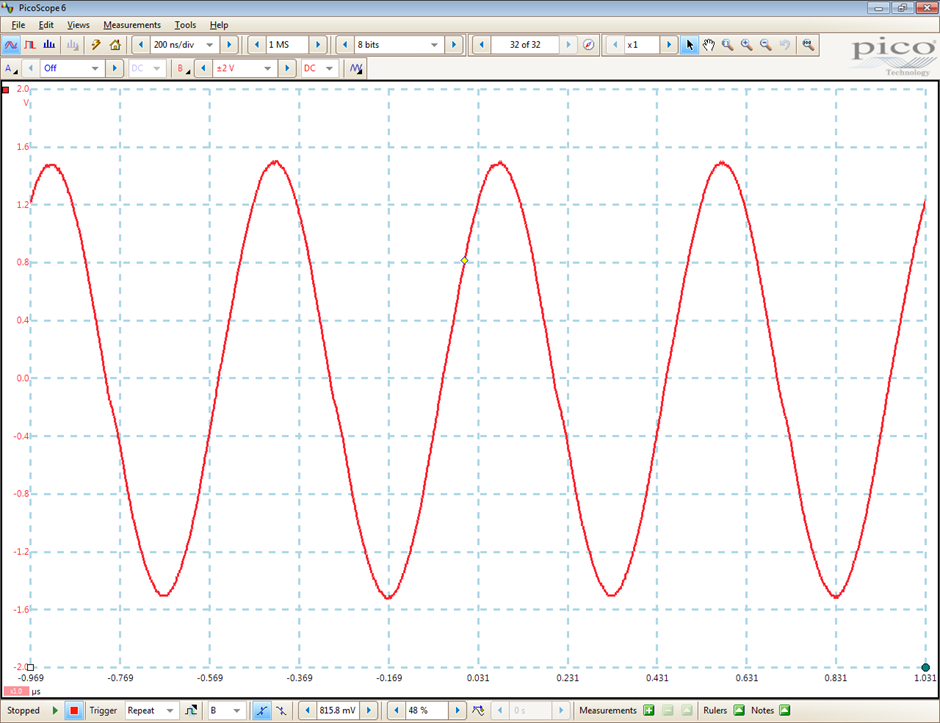 PicoScope 6
File Edit Views Measurements Tools Help
200 ns/div x1 1 MS 8 bits 32 of 32 x1
A Off DC B ±2 V DC
pico
Technology
2.0
V
1.6
1.2
0.8
0.4
0.0
-0.4
-0.8
-1.2
-1.6
-2.0
-0.969 -0.769 -0.569 -0.369 -0.169 0.031 0.231 0.431 0.631 0.831 1.031
x1.0 µs
Stopped Trigger Repeat B 815.8 mV 48 % 0 s Measurements Rulers Notes